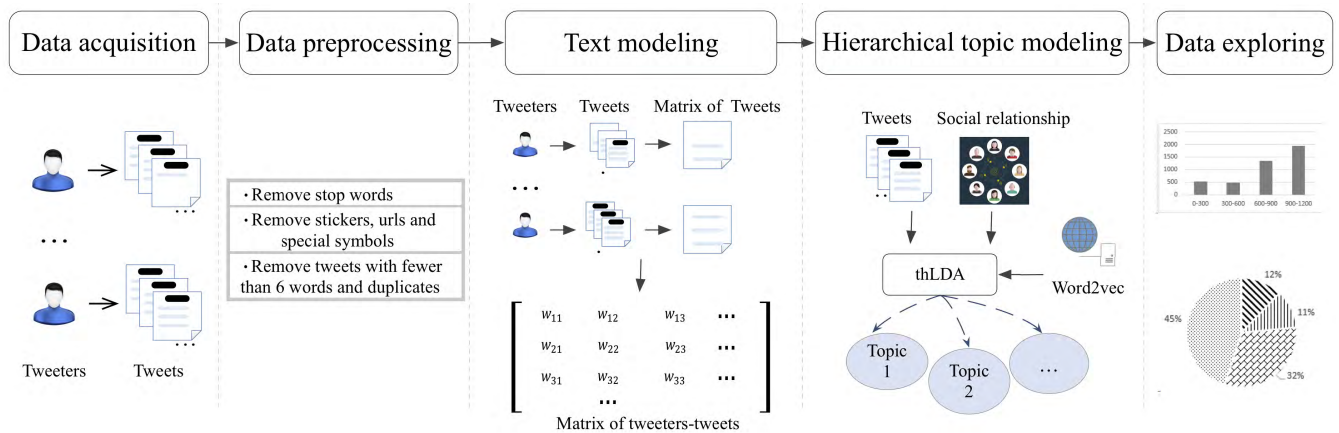 Data acquisition
Data preprocessing
Text modeling
Hierarchical topic modeling
Data exploring
...
...
...
Tweeters
Tweets
· Remove stop words
· Remove stickers, urls and
special symbols
· Remove tweets with fewer
than 6 words and duplicates
Tweeters
Tweets
Matrix of Tweets
...
w11 w12 w13 ...
w21 w22 w23 ...
w31 w32 w33 ...
...
Matrix of tweeters-tweets
Tweets
Social relationship
thLDA
Word2vec
Topic
1
Topic
2
...
2500
2000
1500
1000
500
0
0-300 300-600 600-900 900-1200
12%
11%
45%
32%